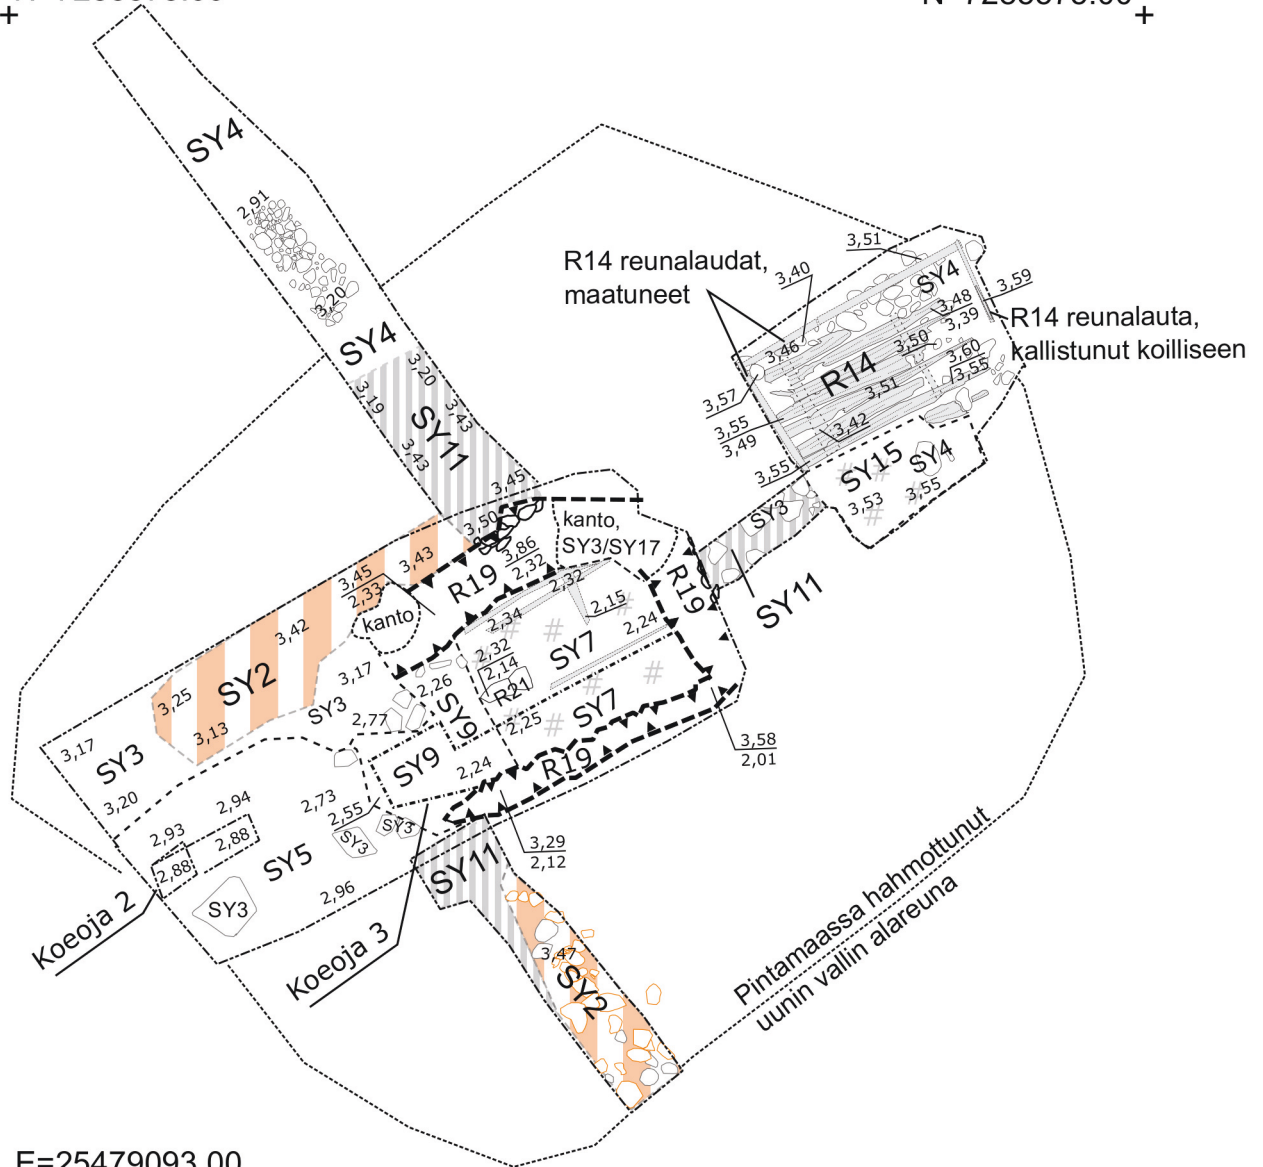 SY4
2,91
3,20
SY4
3,20
3,19
3,43
SY11
3,43
3,45
3,50
R14 reunalaudat,
maatuneet
3,40
3,51
SY4
3,59
3,48
3,39
R14 reunalauta,
kallistunut koilliseen
3,46
3,50
R14
3,60
3,55
3,51
3,57
3,55
3,49
3,42
3,55
SY15
SY4
3,53
3,55
SY3
SY11
kanto,
SY3/SY17
3,86
2,32
R19
2,32
R19
3,43
3,45
2,33
kanto
2,34
2,15
2,24
3,42
SY2
3,25
3,13
3,17
SY3
2,32
2,14
R21
SY7
2,26
SY9
SY7
2,25
2,77
3,17
SY3
3,20
SY9
2,24
R19
3,58
2,01
2,94
2,73
2,55
2,93
2,88
2,88
SY3
SY3
SY5
2,96
SY3
3,29
2,12
SY11
Koeoja 2
Koeoja 3
3,47
SY2
Pintamaassa hahmottunut
uunin vallin alareuna
E=25479093.00